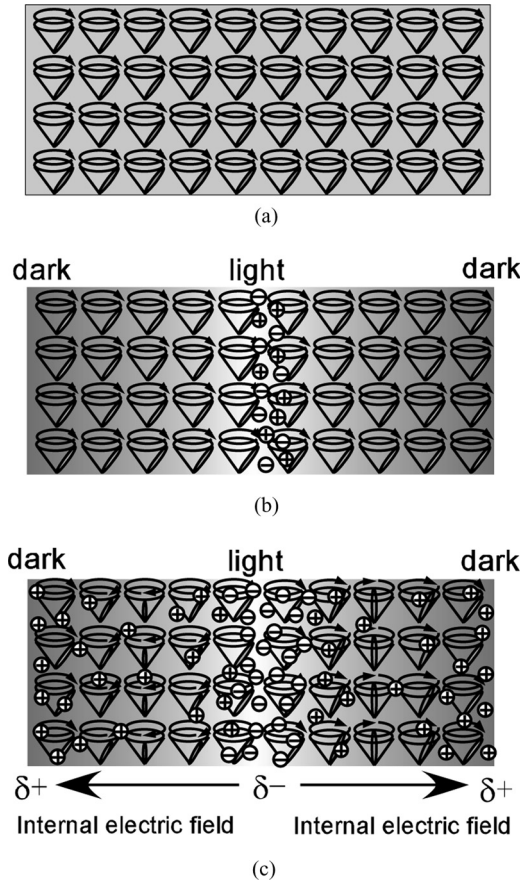 (a)
dark light dark
(b)
dark light dark
(c)
δ+ δ− δ+
Internal electric field Internal electric field